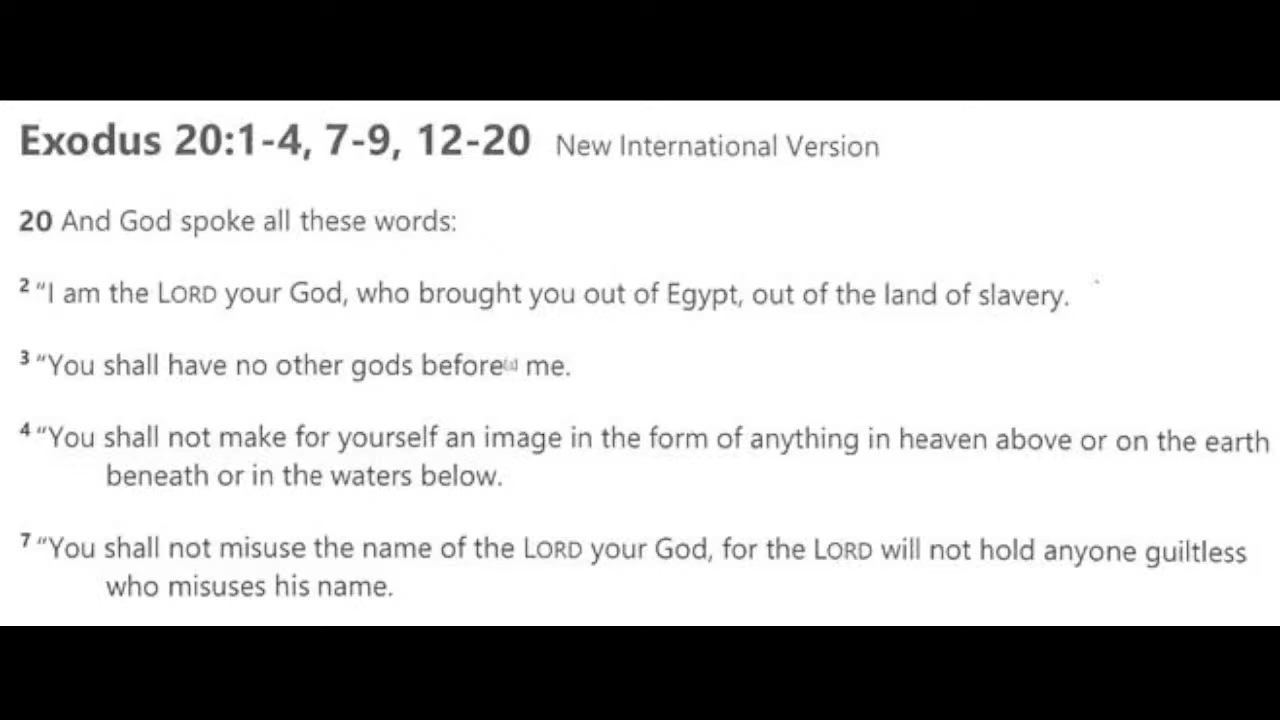 Exodus 20:1-4, 7-9, 12-20 New International Version
20 And God spoke all these words:
2 “I am the LORD your God, who brought you out of Egypt, out of the land of slavery.
3 “You shall have no other gods before[a] me.
4 “You shall not make for yourself an image in the form of anything in heaven above or on the earth
beneath or in the waters below.
7 “You shall not misuse the name of the LORD your God, for the LORD will not hold anyone guiltless
who misuses his name.